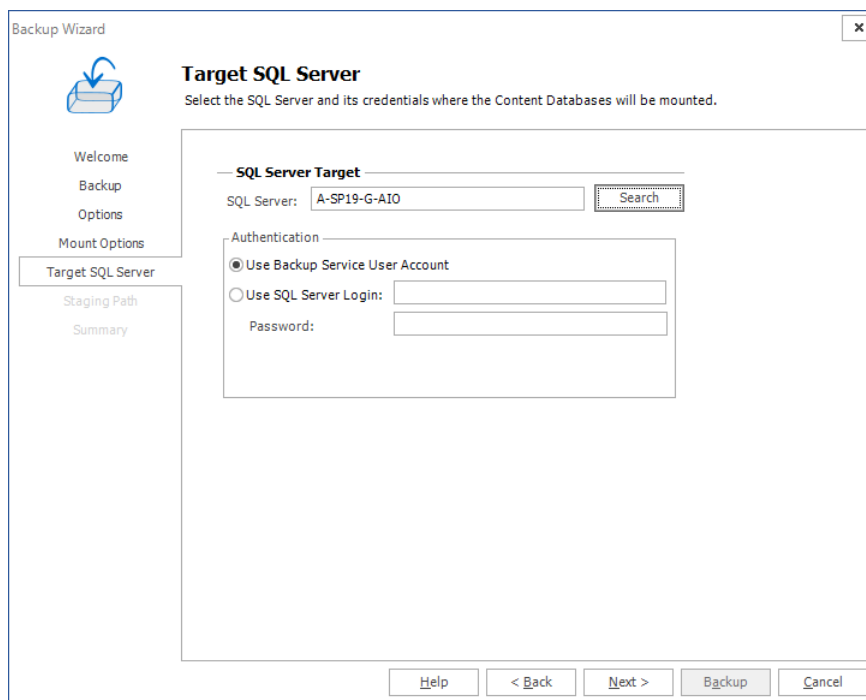 Backup Wizard
Target SQL Server
Select the SQL Server and its credentials where the Content Databases will be mounted.
Welcome
Backup
Options
Mount Options
Target SQL Server
Staging Path
Summary
SQL Server Target
SQL Server: A-SP19-G-AIO Search
Authentication
Use Backup Service User Account
Use SQL Server Login:
Password:
Help < Back Next > Backup Cancel